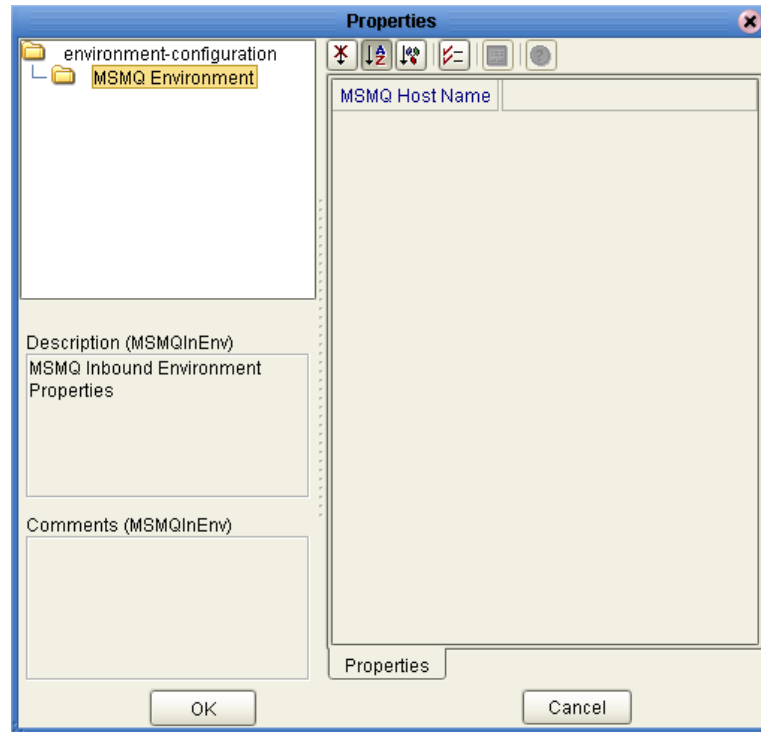 Properties
environment-configuration
MSMQ Environment
MSMQ Host Name
Description (MSMQInEnv)
MSMQ Inbound Environment
Properties
Comments (MSMQInEnv)
Properties
OK
Cancel